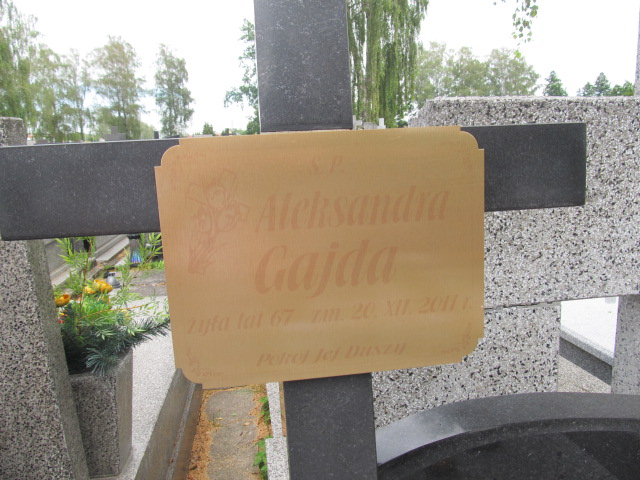 Ś.P.
Aleksandra
Gajda
żyła lat 67 zm. 20. XII. 2011 r.
Pokój Jej Duszy